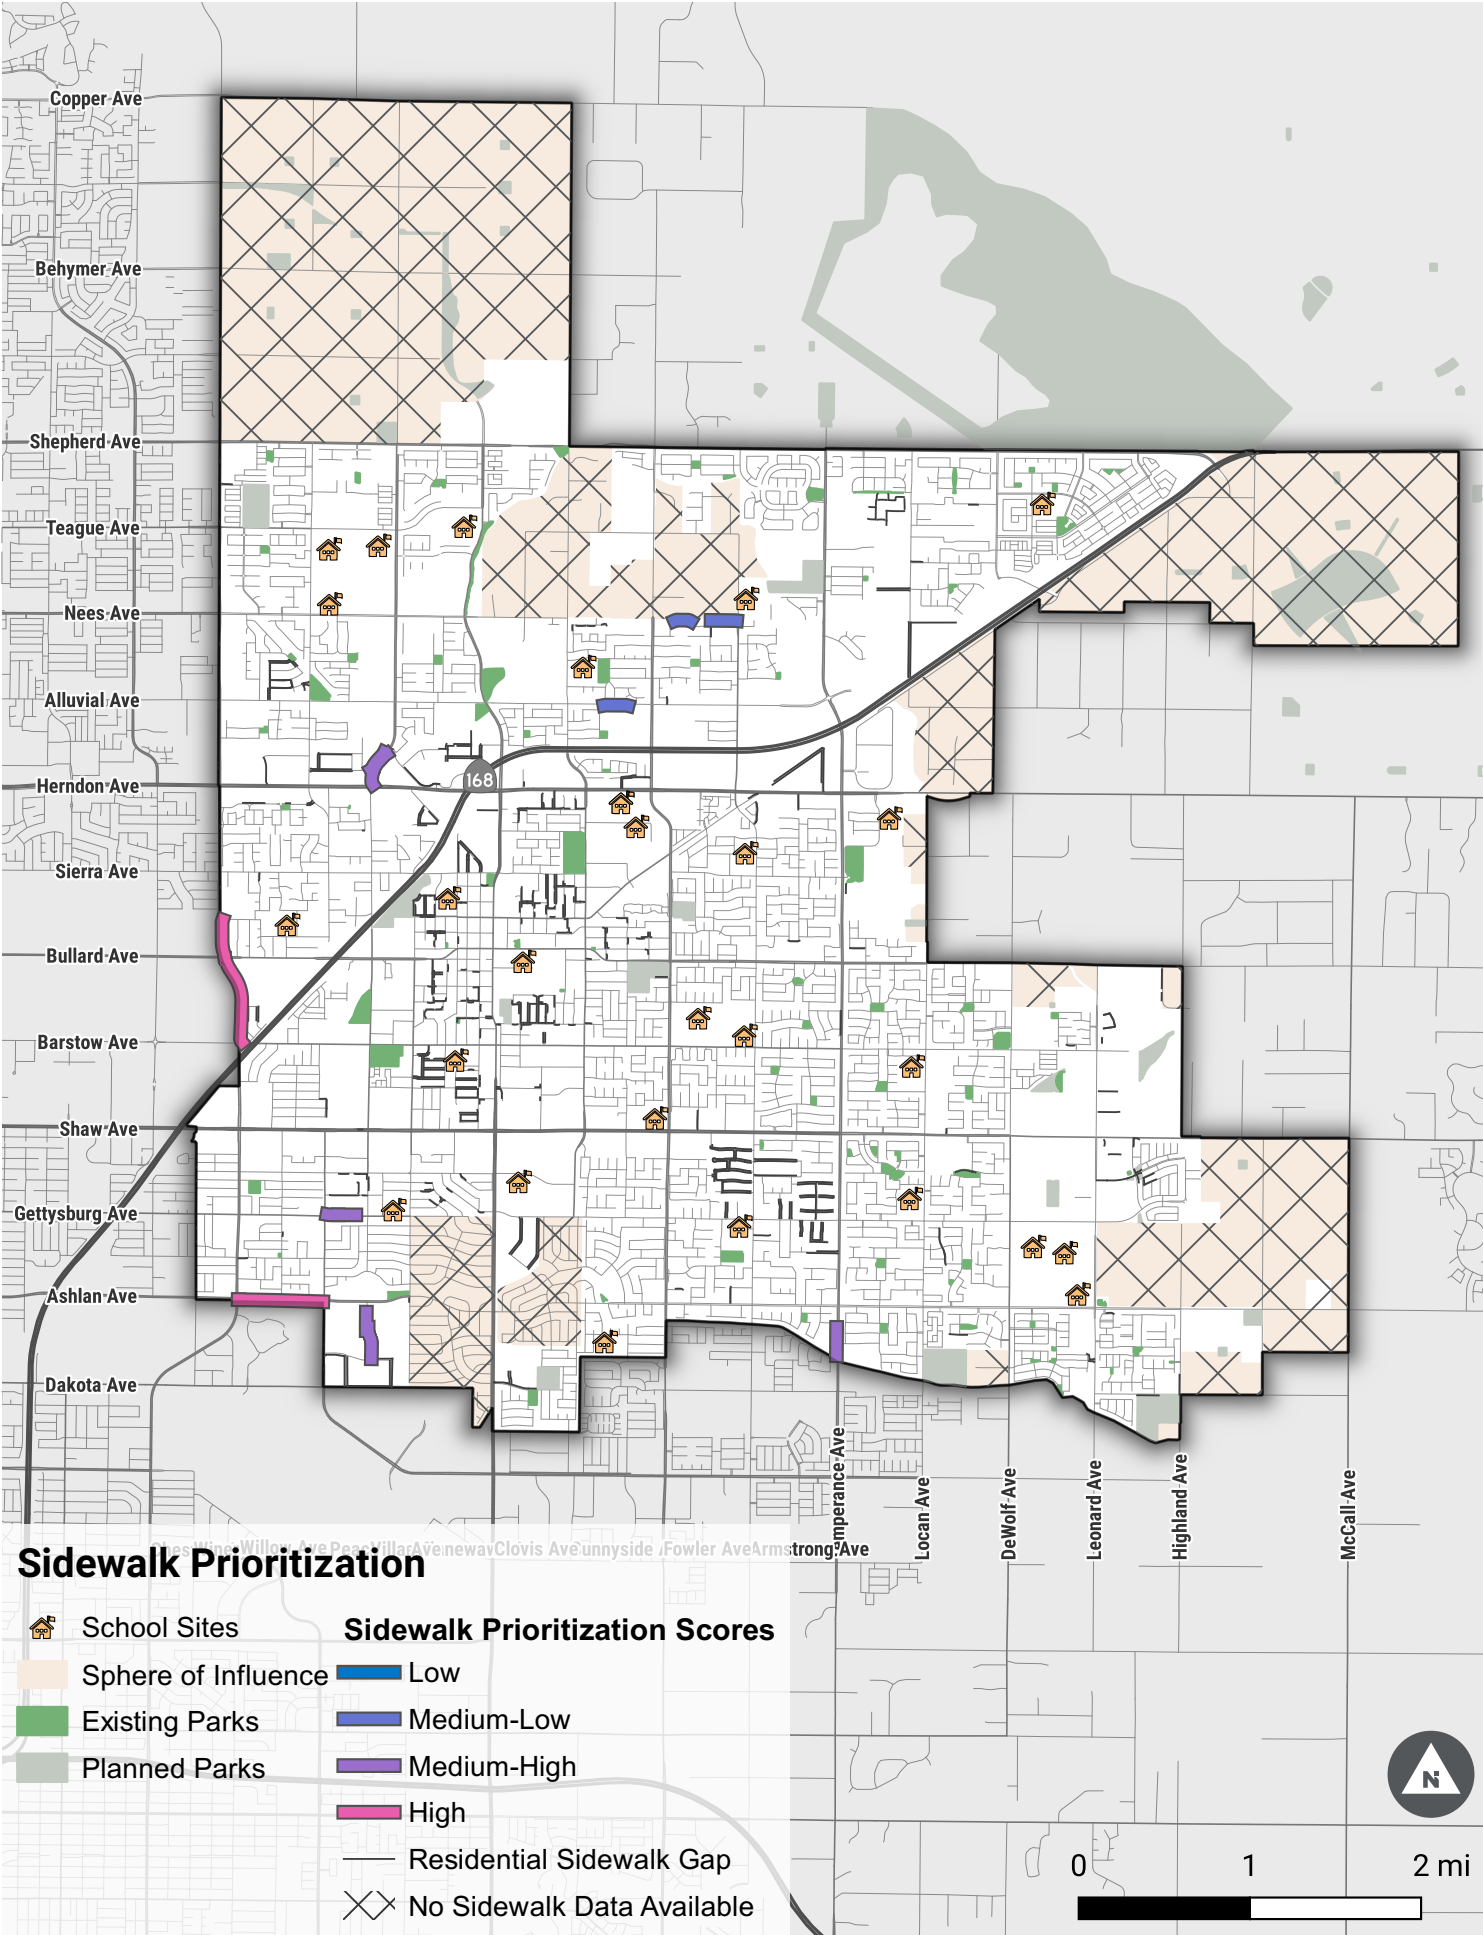 Copper Ave
Behymer Ave
Shepherd Ave
Teague Ave
Nees Ave
Alluvial Ave
168
Herndon Ave
Sierra Ave
Bullard Ave
Barstow Ave
Shaw Ave
Gettysburg Ave
Ashlan Ave
Dakota Ave
Locan Ave
DeWolf Ave
Leonard Ave
Highland Ave
McCall Ave
Willow Ave
Clovis Ave
Fowler Ave
Sidewalk Prioritization
School Sites
Sphere of Influence
Existing Parks
Planned Parks
Sidewalk Prioritization Scores
Low
Medium-Low
Medium-High
High
Residential Sidewalk Gap
No Sidewalk Data Available
N
0 1 2 mi